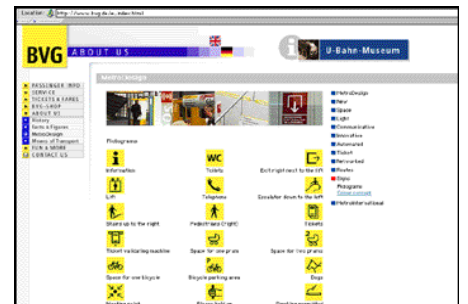 Location: http://www.bvg.de/e_index.html
BVG
ABOUT US
U-Bahn-Museum
MetroDesign
PASSENGER INFO
SERVICE
TICKETS & FARES
BVG-SHOP
ABOUT US
History
Facts & Figures
MetroDesign
Means of Transport
FUN & MORE
CONTACT US
MetroDesign
New
Space
Light
Communicative
Innovative
Automated
Ticket
Networked
Routes
Signs
Pictograms
MetroInternational
Pictograms
WC
Information
Toilets
Exit right next to the lift
Lift
Telephone
Escalator down to the left
Stairs up to the right
Pedestrians (right)
Tickets
Ticket validating machine
Space for one pram
Space for two prams
Space for one bicycle
Bicycle parking area
Dogs
Meeting point